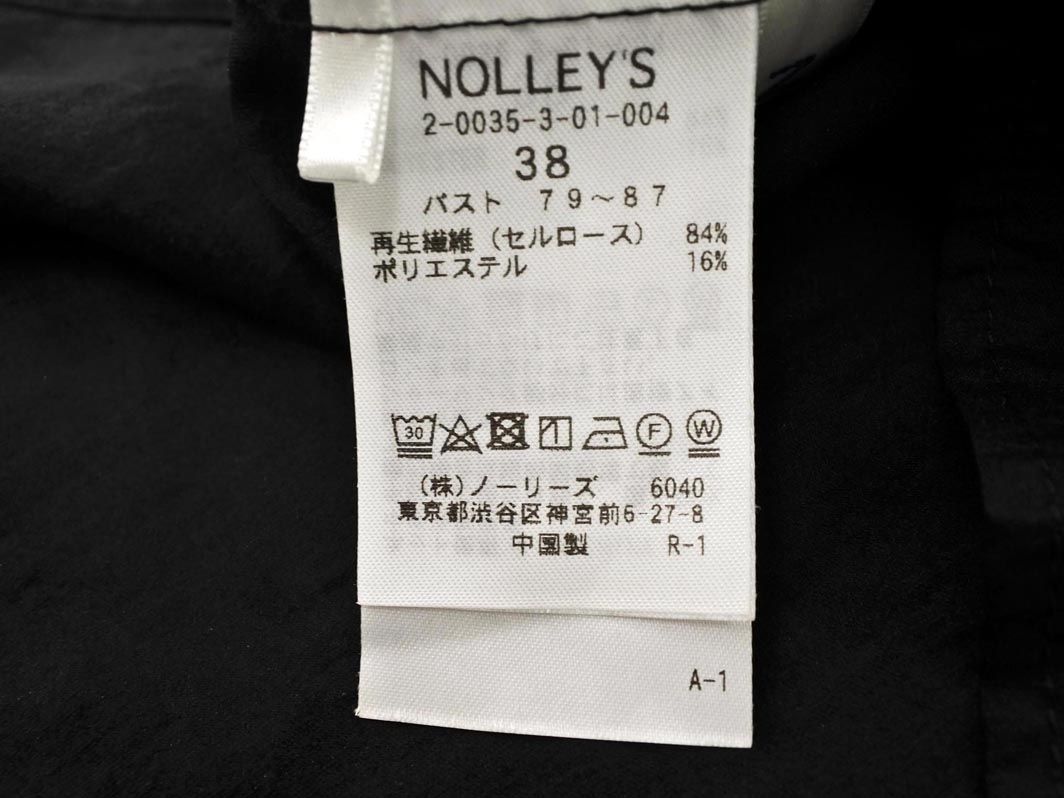 NOLLEY'S
2-0035-3-01-004
38
バスト 79～87
再生繊維(セルロース) 84%
ポリエステル 16%
30 F W
(株)ノーリーズ 6040
東京都渋谷区神宮前6-27-8
中国製 R-1
A-1